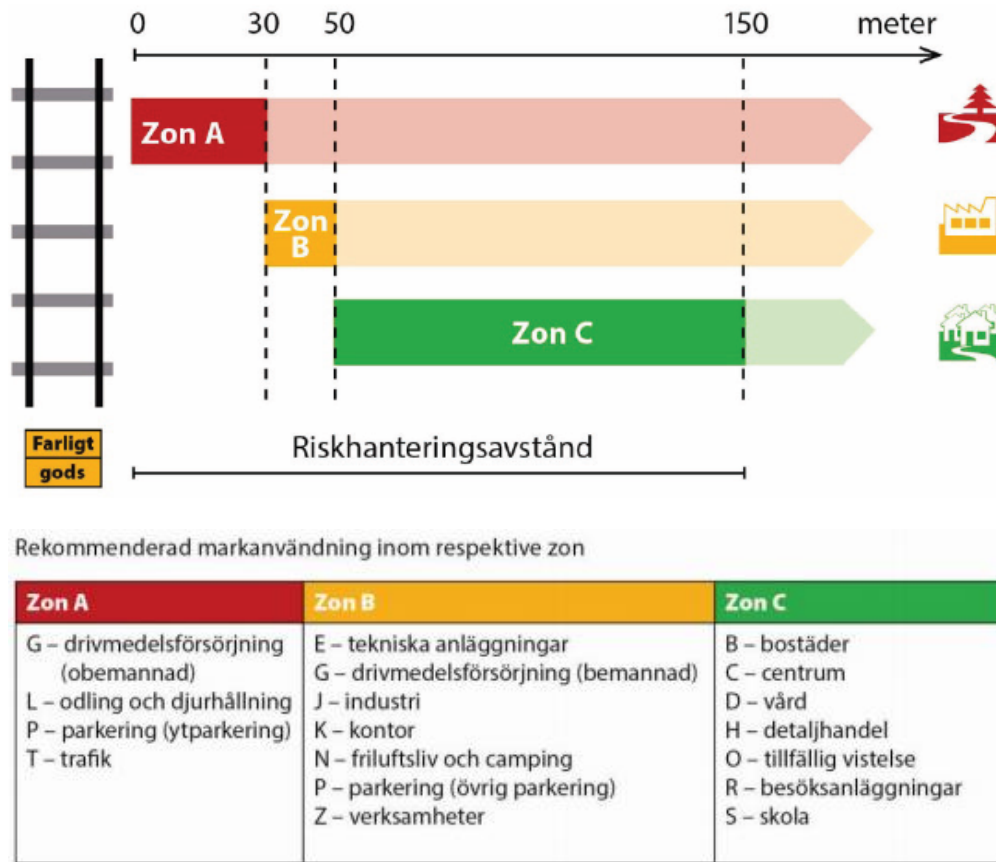 0 30 50 150 meter
Zon A
Zon
B
Zon C
Farligt
gods
Riskhanteringsavstånd
Rekommenderad markanvändning inom respektive zon
Zon A
G – drivmedelsförsörjning
(obemannad)
L – odling och djurhållning
P – parkering (ytparkering)
T – trafik
Zon B
E – tekniska anläggningar
G – drivmedelsförsörjning (bemannad)
J – industri
K – kontor
N – friluftsliv och camping
P – parkering (övrig parkering)
Z – verksamheter
Zon C
B – bostäder
C – centrum
D – vård
H – detaljhandel
O – tillfällig vistelse
R – besöksanläggningar
S – skola